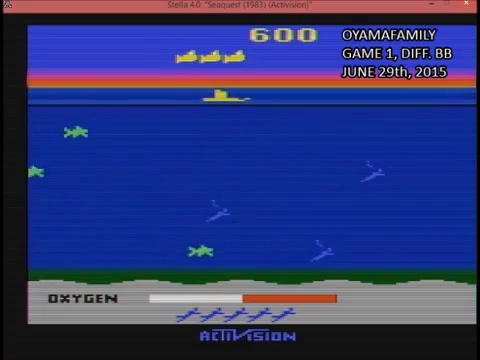 Stella 4.0: "Seaquest (1983) (Activision)"
600
OYAMAFAMILY
GAME 1, DIFF. BB
JUNE 29th, 2015
OXYGEN
ACTIVISION